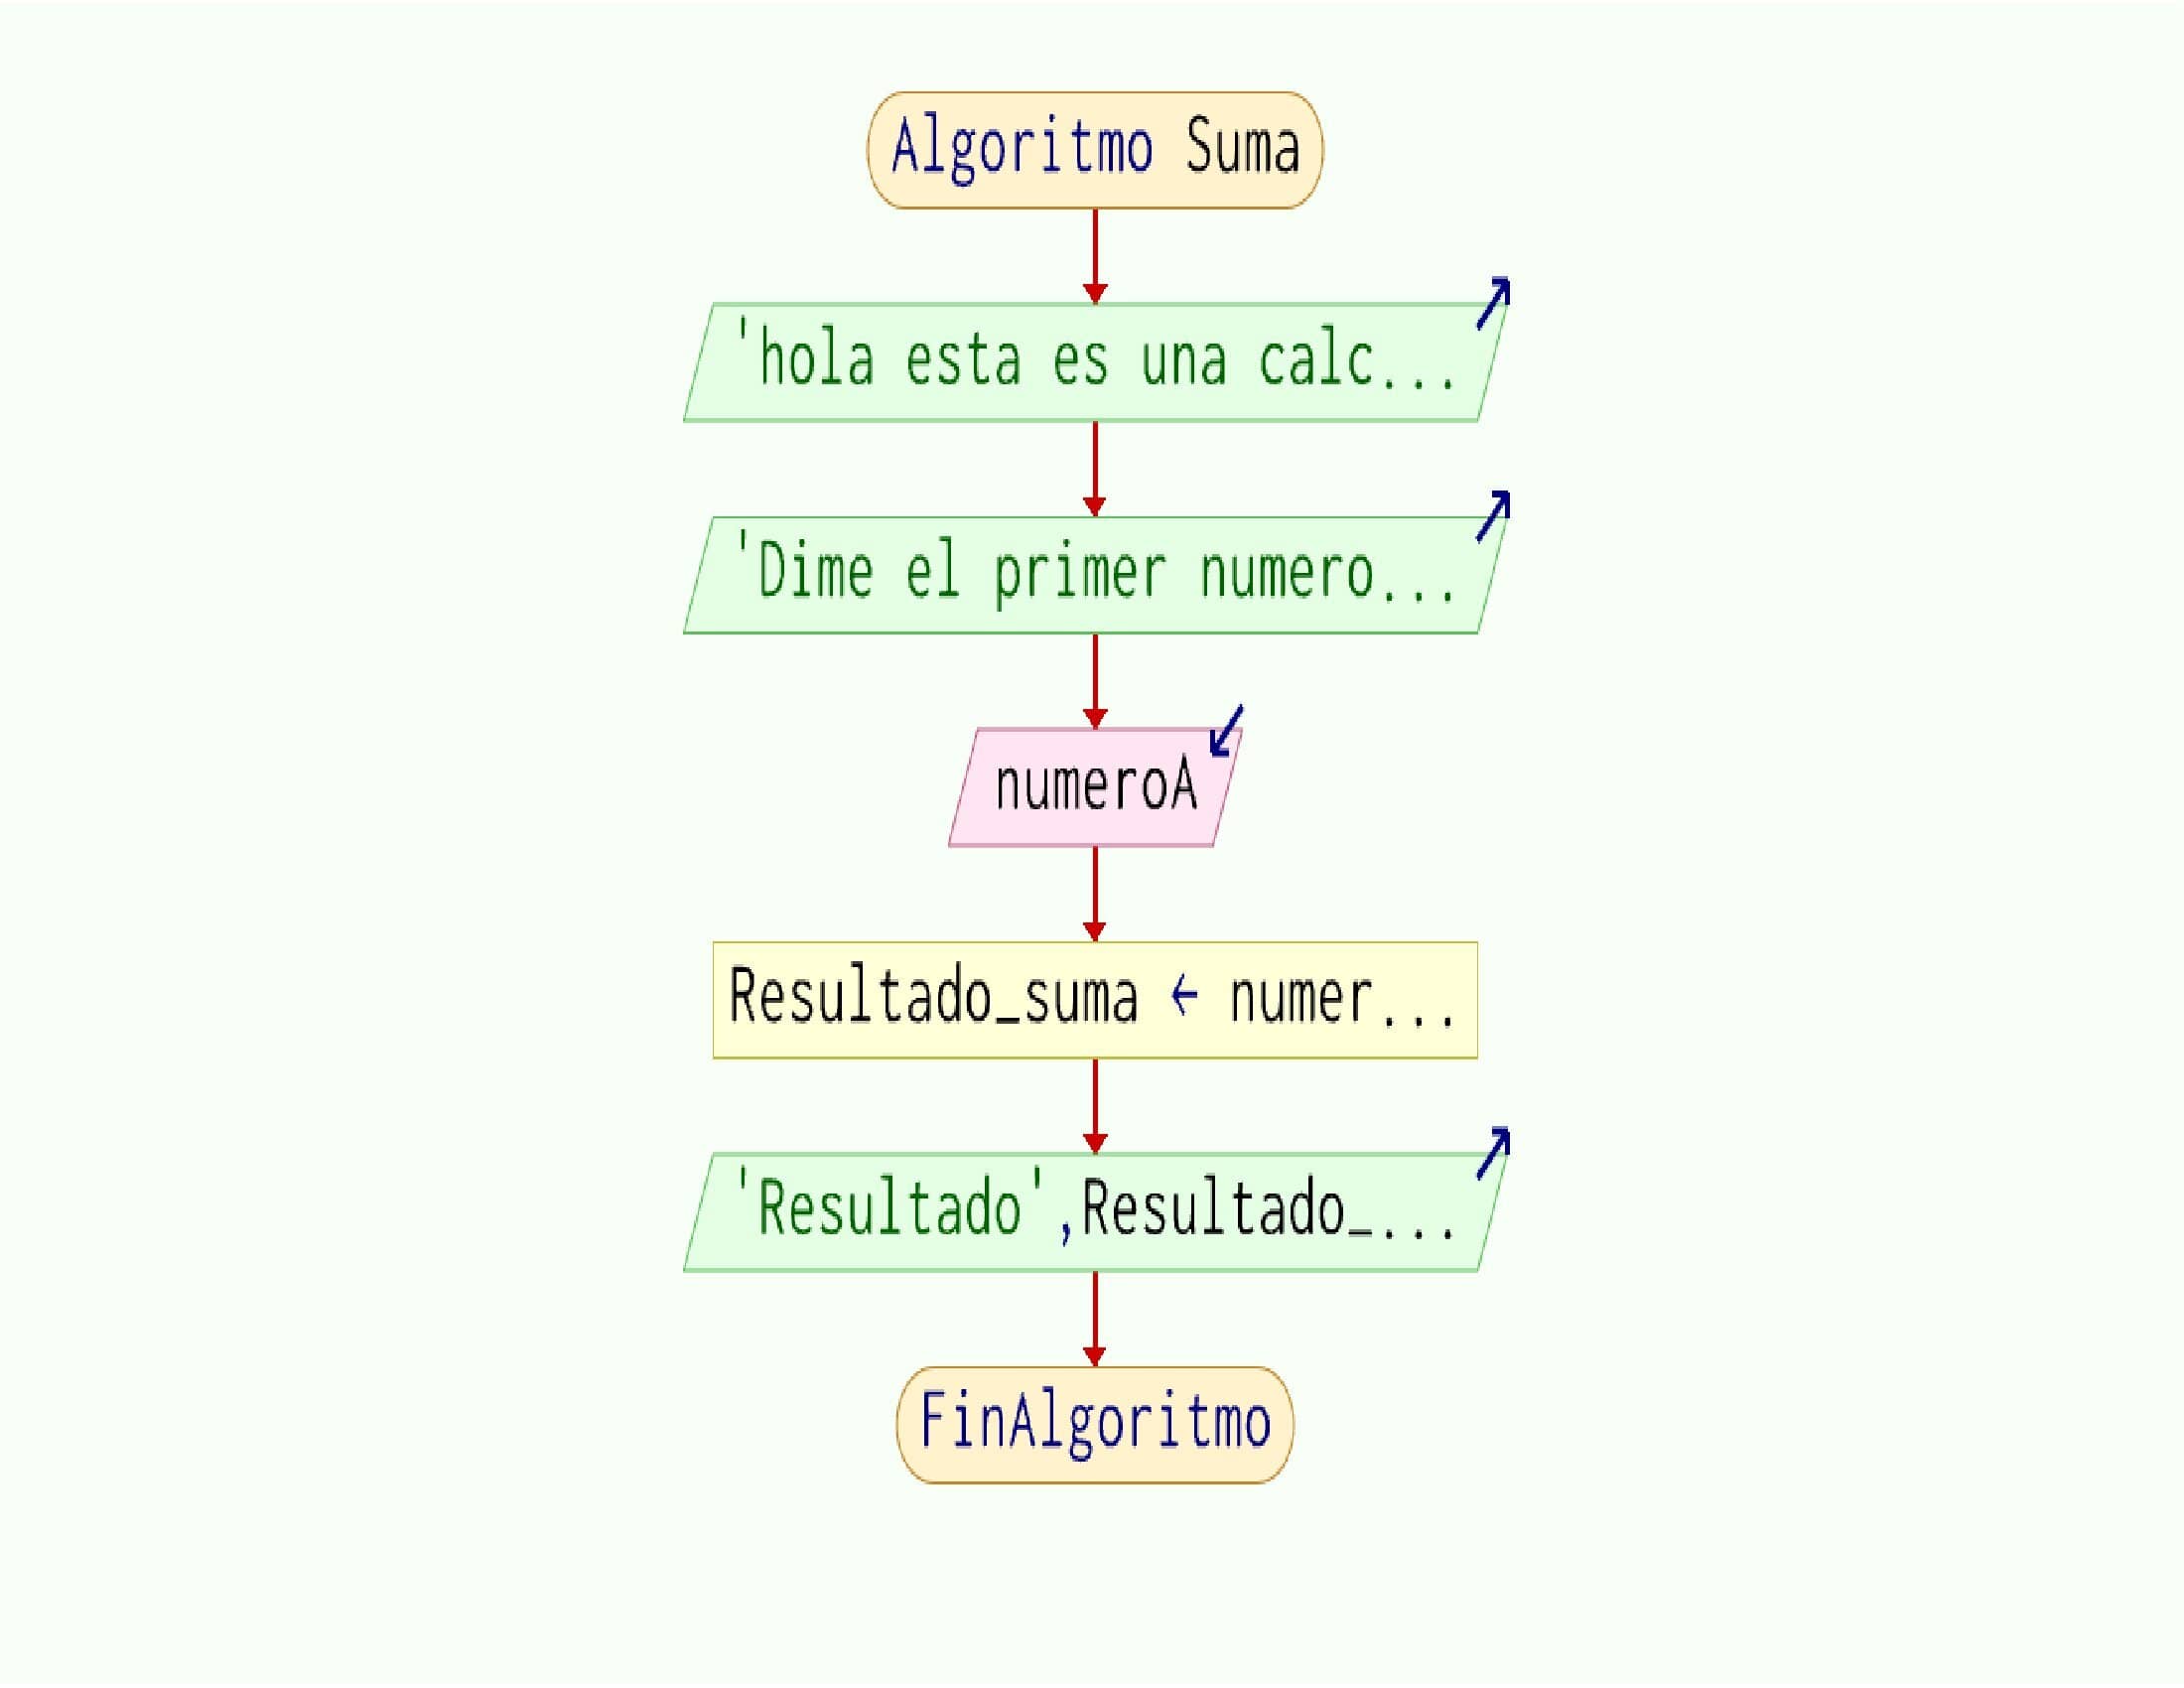 Algoritmo Suma
'hola esta es una calc...
'Dime el primer numero...
numeroA
Resultado_suma ← numer...
'Resultado',Resultado_...
FinAlgoritmo